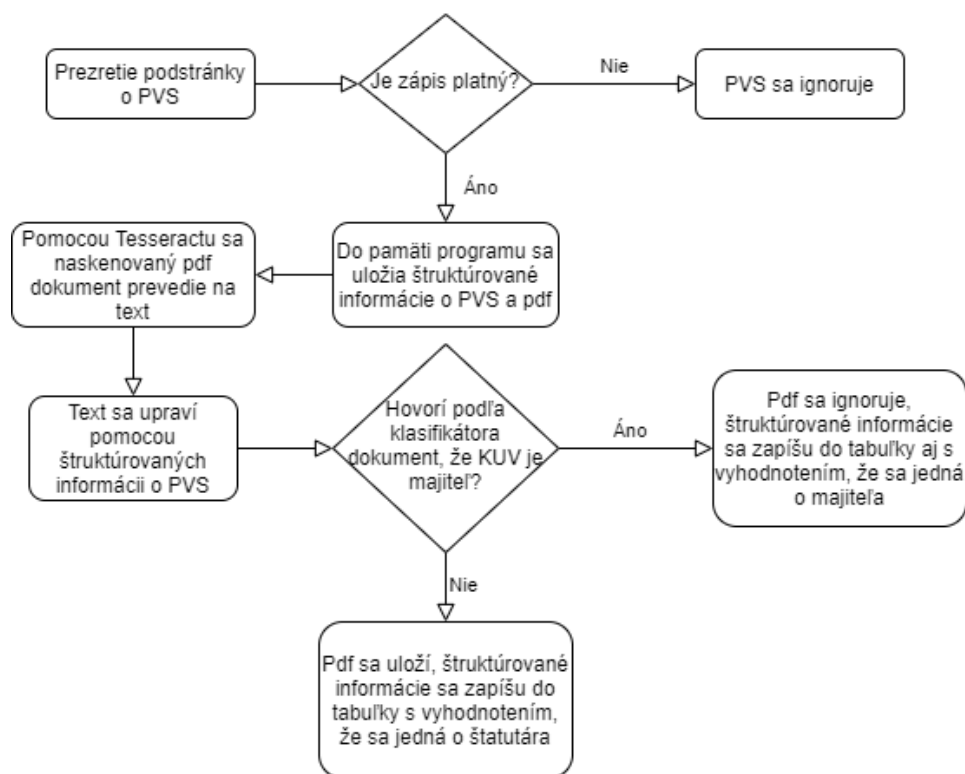 Prezretie podstránky
o PVS
Je zápis platný?
Nie
PVS sa ignoruje
Áno
Do pamäti programu sa
uložia štruktúrované
informácie o PVS a pdf
Pomocou Tesseractu sa
naskenovaný pdf
dokument prevedie na
text
Text sa upraví
pomocou
štruktúrovaných
informácii o PVS
Hovorí podľa
klasifikátora
dokument, že KUV je
majiteľ?
Áno
Pdf sa ignoruje,
štruktúrované informácie
sa zapíšu do tabuľky aj s
vyhodnotením, že sa jedná
o majiteľa
Nie
Pdf sa uloží, štruktúrované
informácie sa zapíšu do
tabuľky s vyhodnotením,
že sa jedná o štatutára